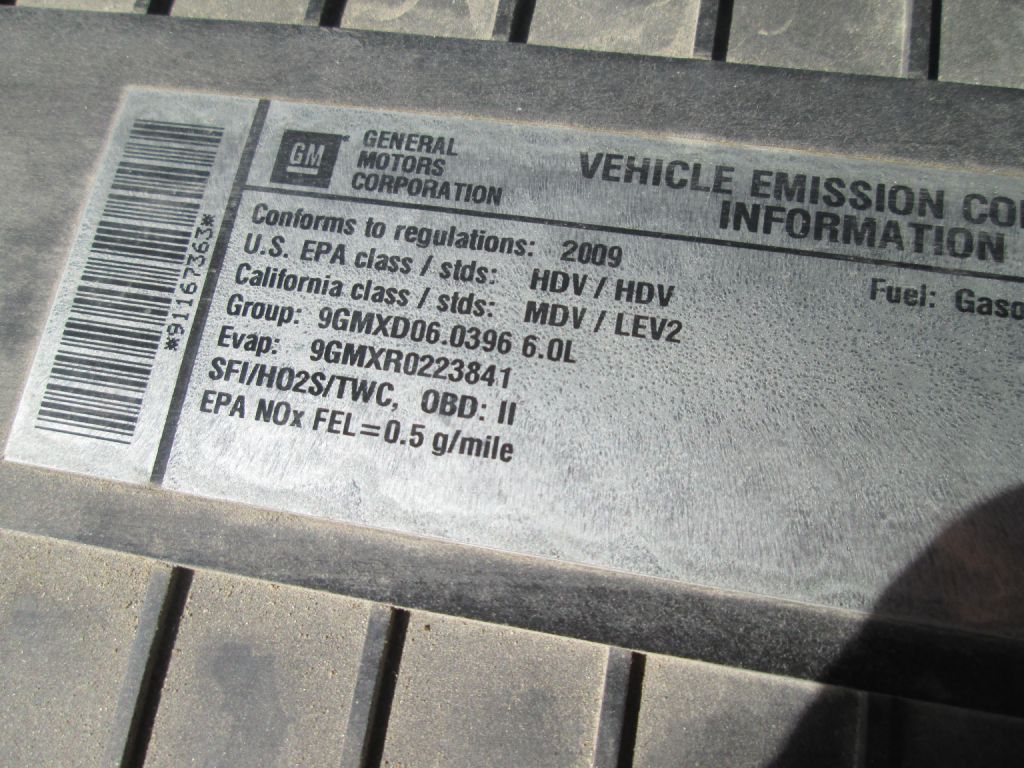 *91167363*
GM
GENERAL
MOTORS
CORPORATION
VEHICLE EMISSION CO
INFORMATION
Conforms to regulations: 2009
U.S. EPA class / stds: HDV / HDV
California class / stds: MDV / LEV2
Group: 9GMXD06.0396 6.0L
Evap: 9GMXR0223841
SFI/HO2S/TWC, OBD: II
EPA NOx FEL=0.5 g/mile
Fuel: Gaso